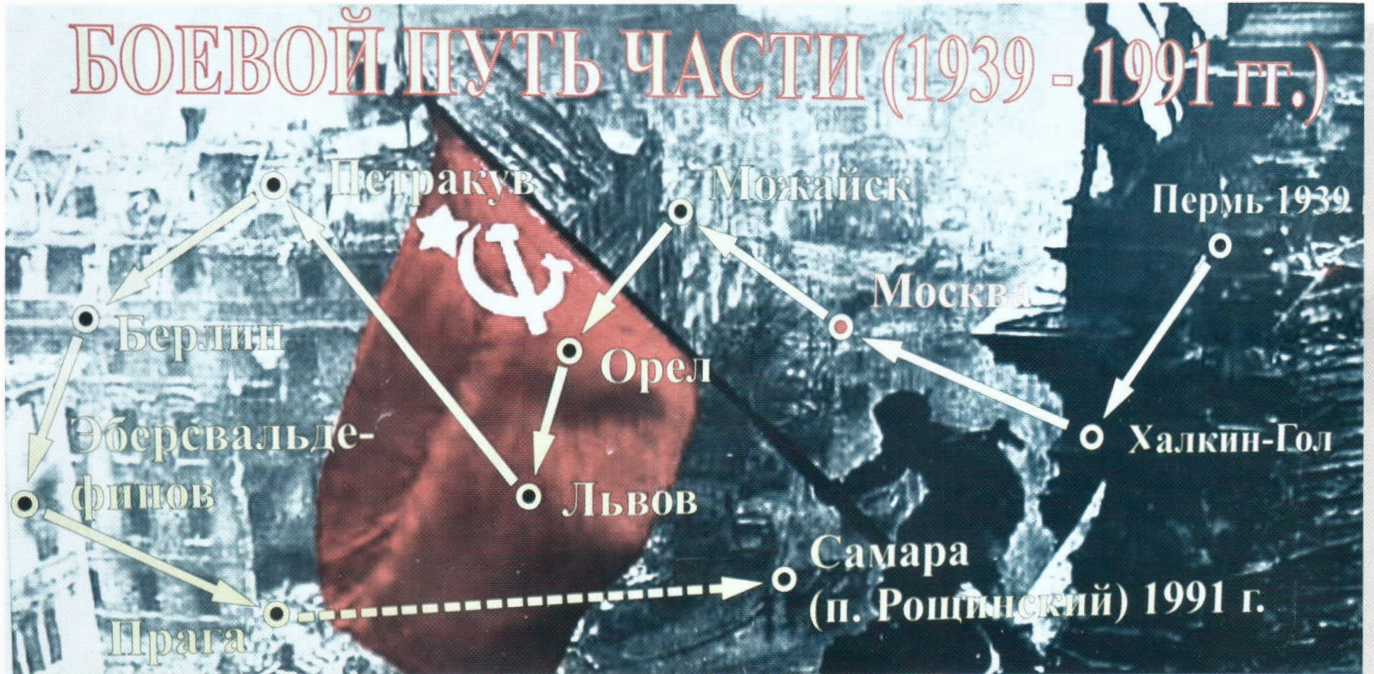 БОЕВОЙ ПУТЬ ЧАСТИ (1939 - 1991 гг.)
Петракув
Можайск
Пермь 1939
Москва
Берлин
Орел
Эберсвальде-
финов
Халкин-Гол
Львов
Самара
(п. Рощинский) 1991 г.
Прага